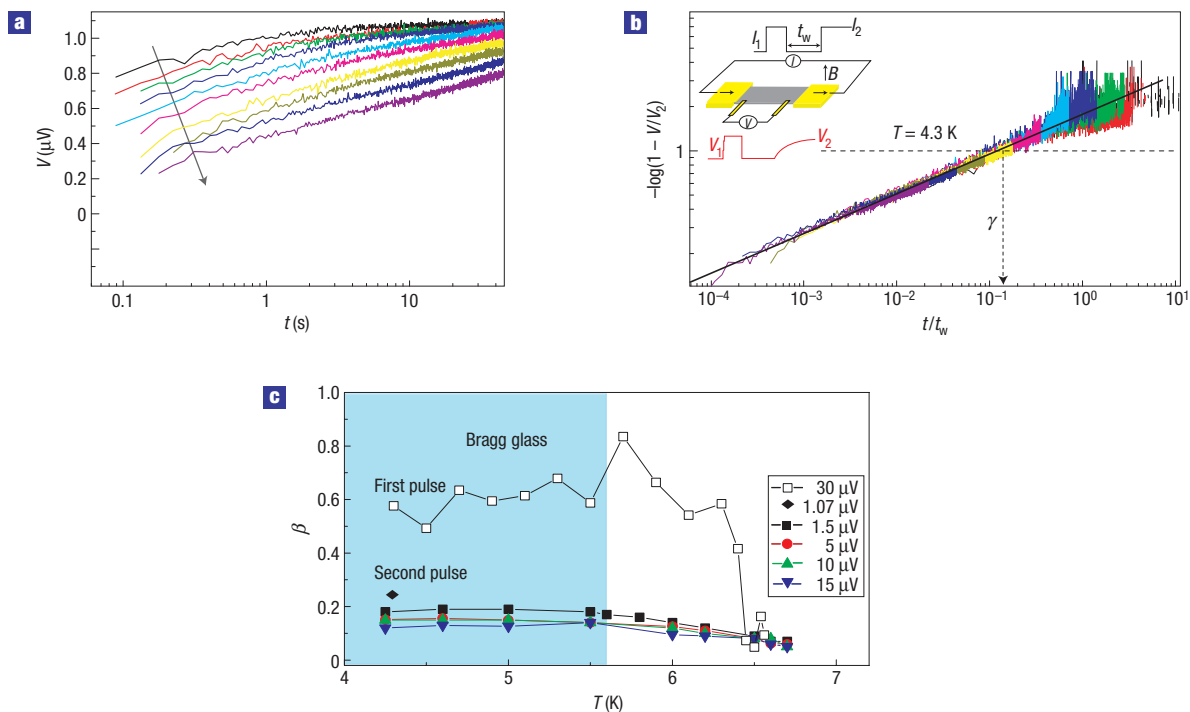 a
V (μV)
1.0
0.8
0.6
0.4
0.2
0
0.1 1 10
t (s)
b
–log(1 – V/V₂)
1
I₁ t_w I₂
I
B
V
V₁ V₂
T = 4.3 K
γ
10⁻⁴ 10⁻³ 10⁻² 10⁻¹ 10⁰ 10¹
t/t_w
c
β
1.0
0.8
0.6
0.4
0.2
0
Bragg glass
First pulse
Second pulse
30 μV
1.07 μV
1.5 μV
5 μV
10 μV
15 μV
4 5 6 7
T (K)